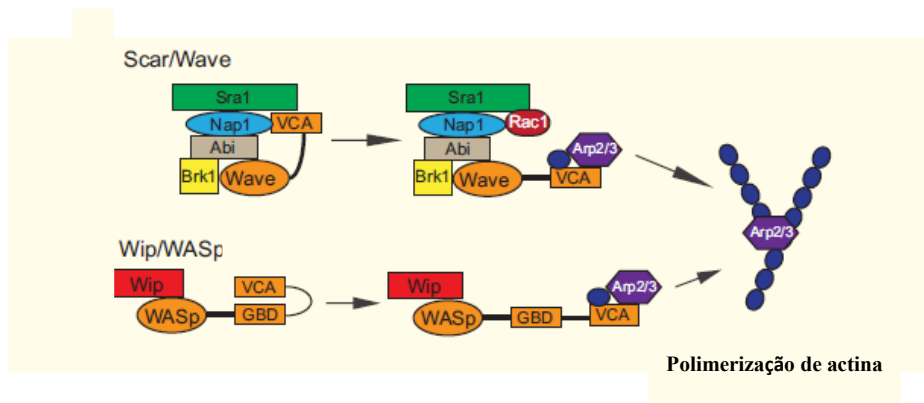 Scar/Wave
Sra1
Nap1
VCA
Abi
Brk1
Wave
Sra1
Nap1
Rac1
Abi
Brk1
Wave
Arp2/3
VCA
Arp2/3
Wip/WASp
Wip
VCA
WASp
GBD
Wip
WASp
GBD
VCA
Arp2/3
Polimerização de actina